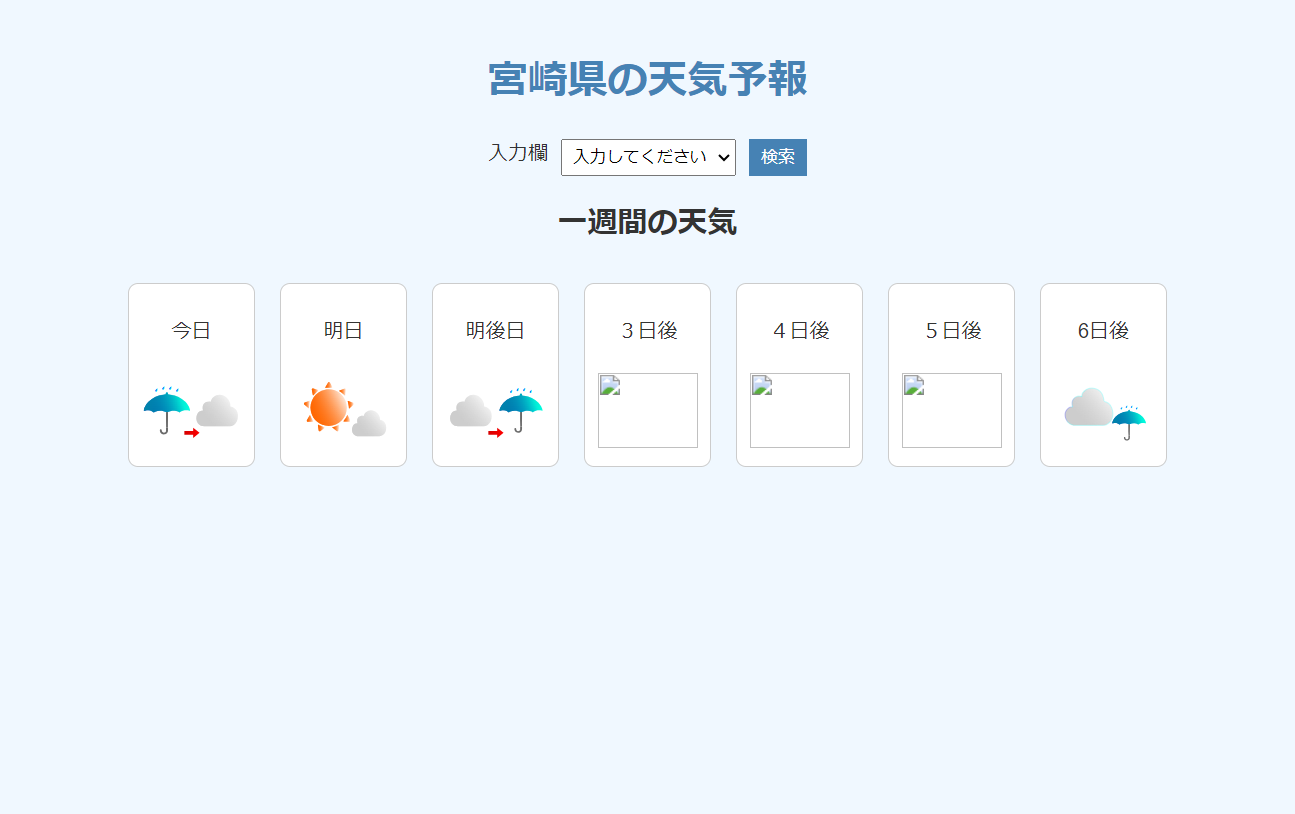 宮崎県の天気予報
入力欄 入力してください 検索
一週間の天気
今日 明日 明後日 ３日後 ４日後 ５日後 6日後